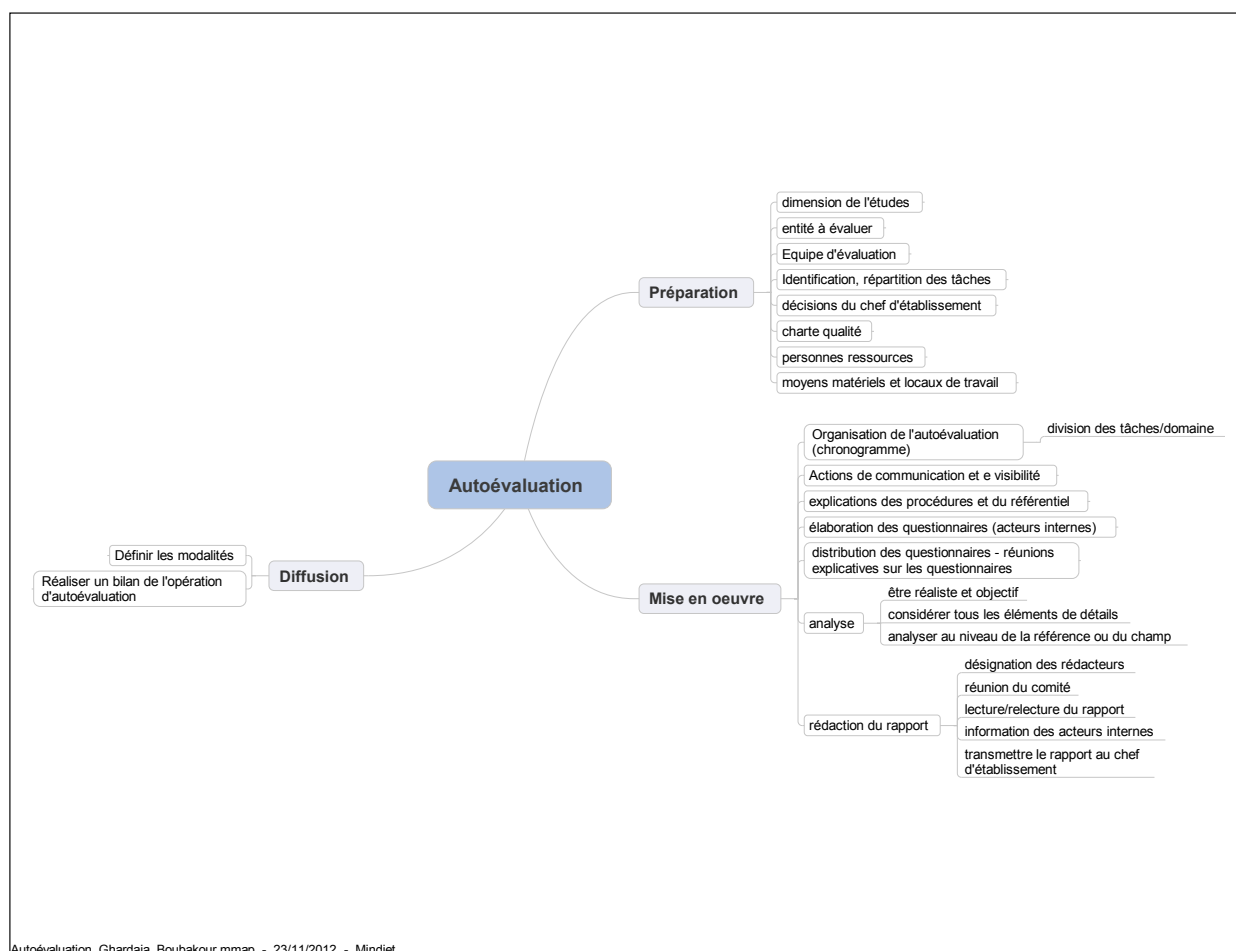 Autoévaluation
Préparation
dimension de l'études
entité à évaluer
Equipe d'évaluation
Identification, répartition des tâches
décisions du chef d'établissement
charte qualité
personnes ressources
moyens matériels et locaux de travail
Mise en oeuvre
Organisation de l'autoévaluation
(chronogramme)
division des tâches/domaine
Actions de communication et e visibilité
explications des procédures et du référentiel
élaboration des questionnaires (acteurs internes)
distribution des questionnaires - réunions
explicatives sur les questionnaires
analyse
être réaliste et objectif
considérer tous les éléments de détails
analyser au niveau de la référence ou du champ
rédaction du rapport
désignation des rédacteurs
réunion du comité
lecture/relecture du rapport
information des acteurs internes
transmettre le rapport au chef
d'établissement
Diffusion
Définir les modalités
Réaliser un bilan de l'opération
d'autoévaluation
Autoévaluation_Ghardaia_Boubakour.mmap - 23/11/2012 - Mindjet